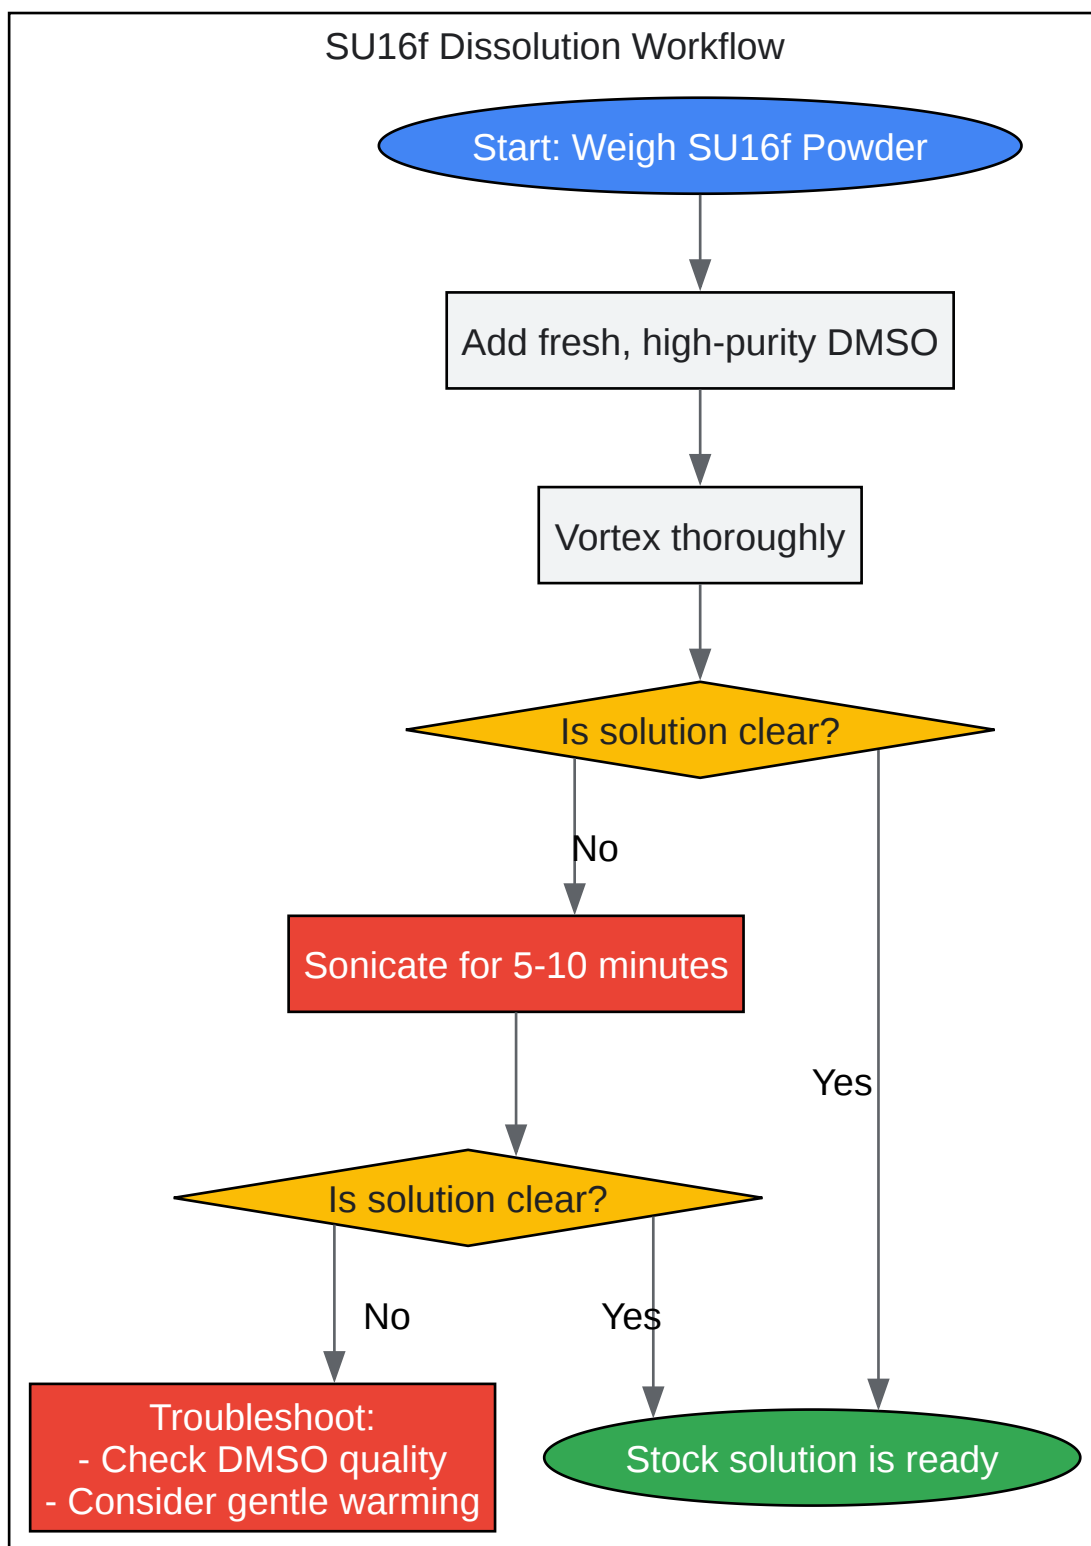 SU16f Dissolution Workflow
Start: Weigh SU16f Powder
Add fresh, high-purity DMSO
Vortex thoroughly
Is solution clear?
No
Sonicate for 5-10 minutes
Yes
Is solution clear?
No
Yes
Troubleshoot:
- Check DMSO quality
- Consider gentle warming
Stock solution is ready